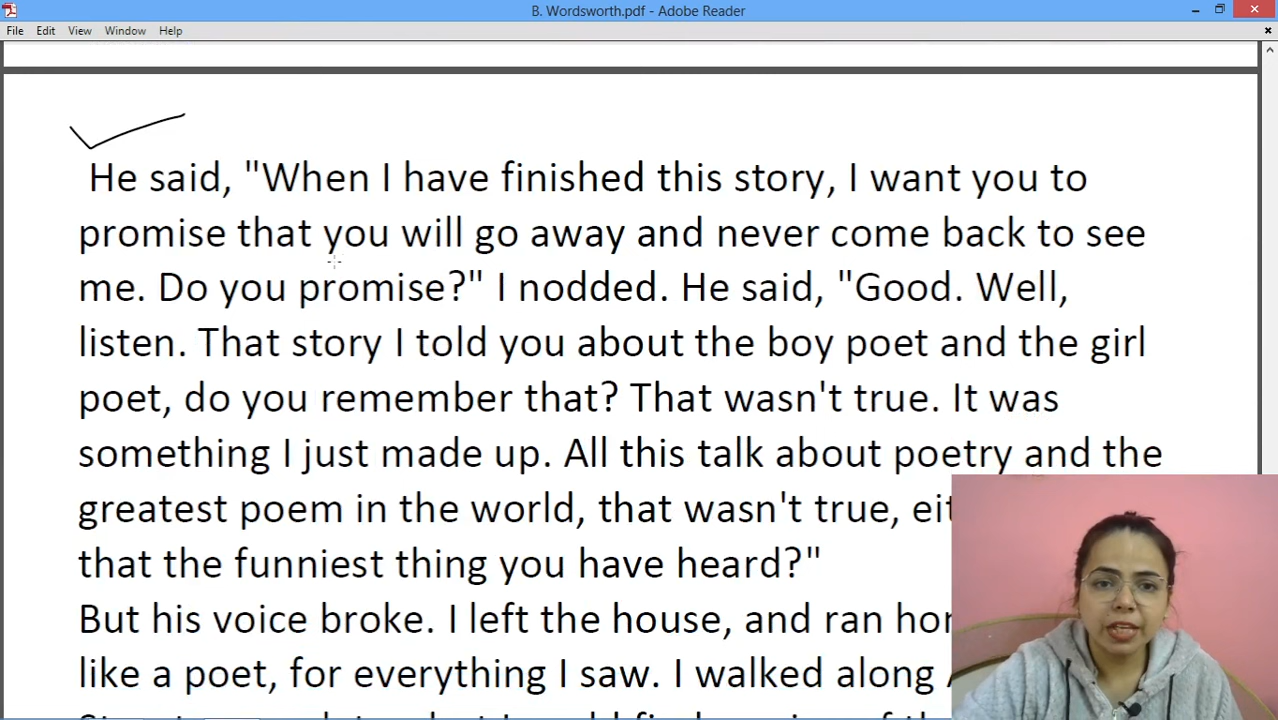 B. Wordsworth.pdf - Adobe Reader
File Edit View Window Help
He said, "When I have finished this story, I want you to
promise that you will go away and never come back to see
me. Do you promise?" I nodded. He said, "Good. Well,
listen. That story I told you about the boy poet and the girl
poet, do you remember that? That wasn't true. It was
something I just made up. All this talk about poetry and the
greatest poem in the world, that wasn't true,
that the funniest thing you have heard?"
But his voice broke. I left the house, and ran
like a poet, for everything I saw. I walked along